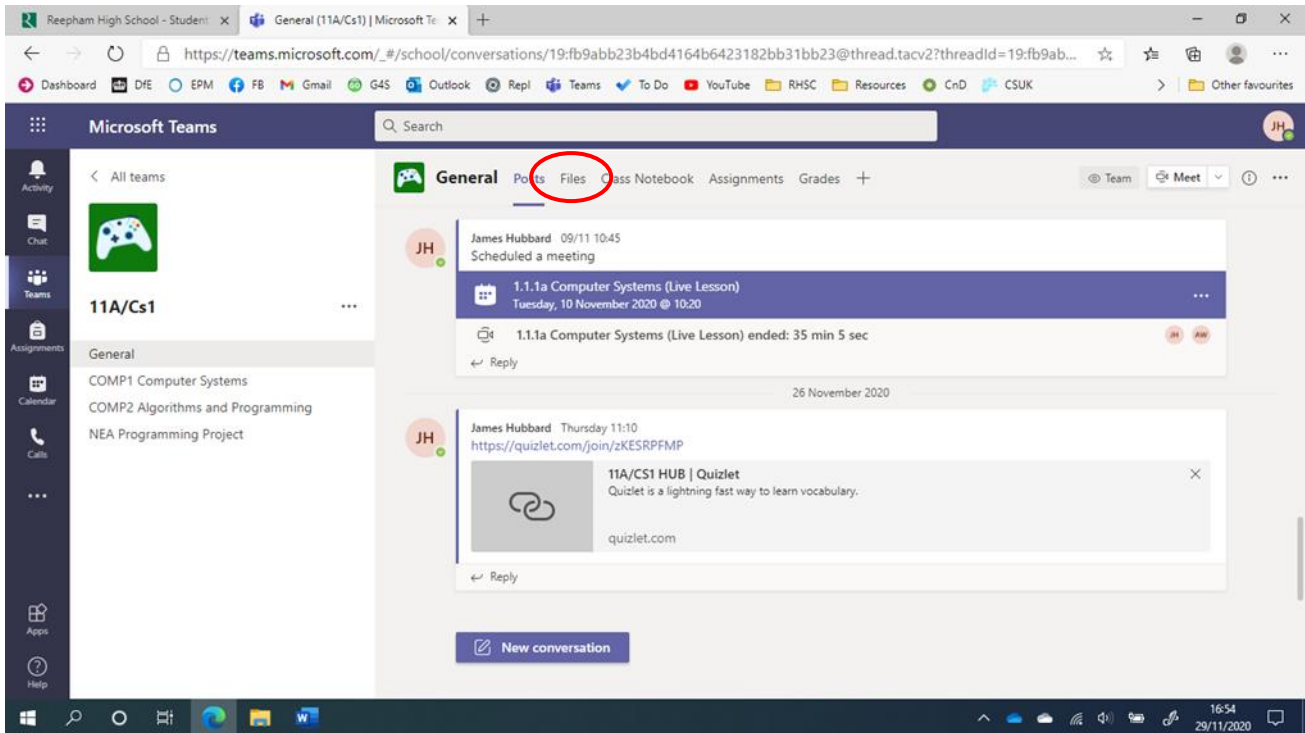 Reepham High School - Student
General (11A/Cs1) | Microsoft Te
https://teams.microsoft.com/_#/school/conversations/19:fb9abb23b4bd4164b6423182bb31bb23@thread.tacv2?threadId=19:fb9ab...
Dashboard DfE EPM FB Gmail G4S Outlook Repl Teams To Do YouTube RHSC Resources CnD CSUK Other favourites
Microsoft Teams
Search
JH
Activity
Chat
Teams
Assignments
Calendar
Calls
Apps
Help
All teams
11A/Cs1
General
COMP1 Computer Systems
COMP2 Algorithms and Programming
NEA Programming Project
General Posts Files Class Notebook Assignments Grades +
Team Meet
JH
James Hubbard 09/11 10:45
Scheduled a meeting
1.1.1a Computer Systems (Live Lesson)
Tuesday, 10 November 2020 @ 10:20
1.1.1a Computer Systems (Live Lesson) ended: 35 min 5 sec
JH AW
Reply
26 November 2020
JH
James Hubbard Thursday 11:10
https://quizlet.com/join/zKESRPFMP
11A/CS1 HUB | Quizlet
Quizlet is a lightning fast way to learn vocabulary.
quizlet.com
Reply
New conversation
16:54
29/11/2020